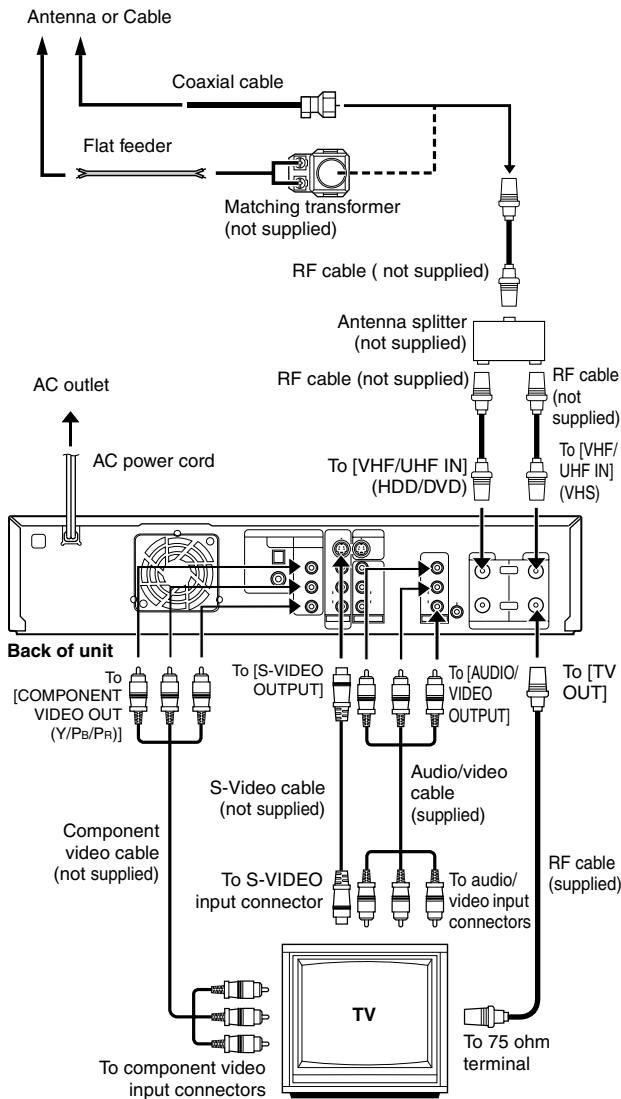 Antenna or Cable
Coaxial cable
Flat feeder
Matching transformer
(not supplied)
RF cable ( not supplied)
Antenna splitter
(not supplied)
RF cable (not supplied)
RF cable
(not
supplied)
AC outlet
AC power cord
To [VHF/UHF IN]
(HDD/DVD)
To [VHF/
UHF IN]
(VHS)
Back of unit
To
[COMPONENT
VIDEO OUT
(Y/PB/PR)]
To [S-VIDEO
OUTPUT]
To [AUDIO/
VIDEO
OUTPUT]
To [TV
OUT]
S-Video cable
(not supplied)
Audio/video
cable
(supplied)
Component
video cable
(not supplied)
RF cable
(supplied)
To S-VIDEO
input connector
To audio/
video input
connectors
TV
To 75 ohm
terminal
To component video
input connectors